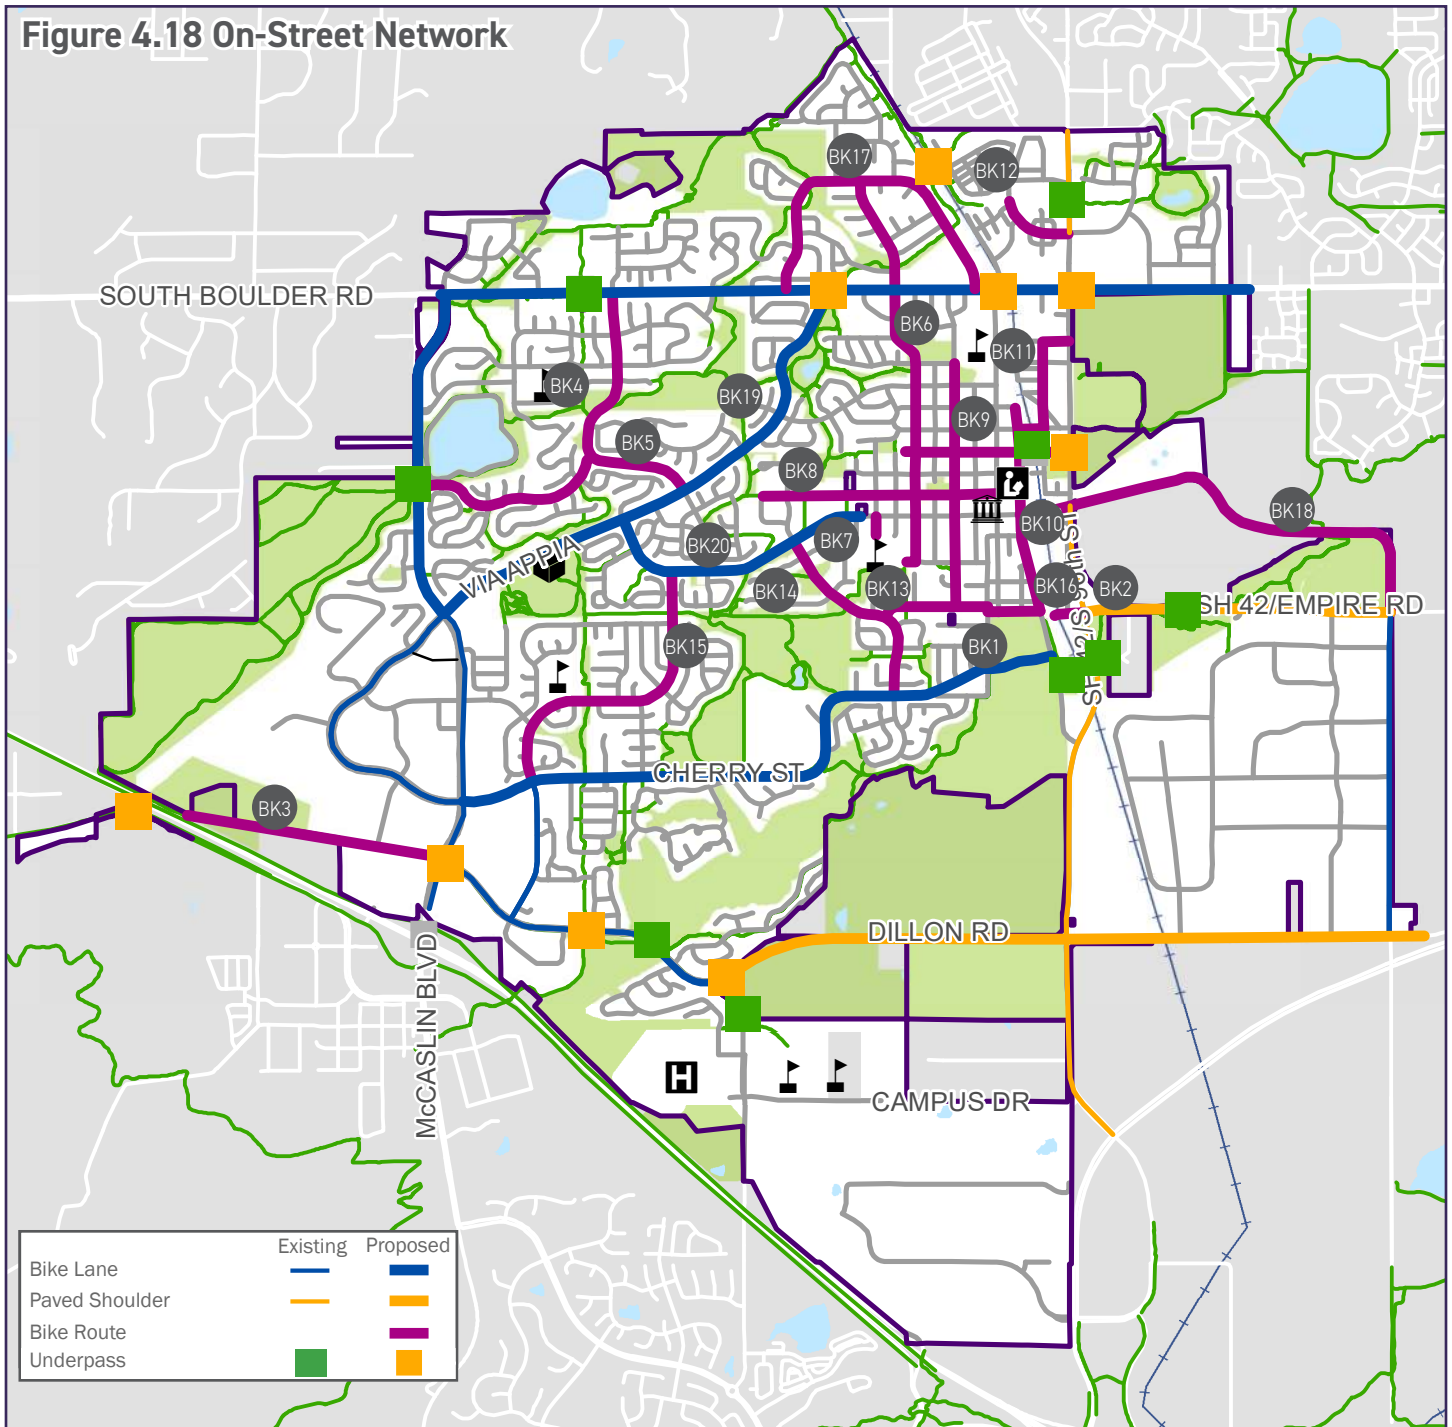 Figure 4.18 On-Street Network
BK17
BK12
SOUTH BOULDER RD
BK6
BK11
BK4
BK19
BK9
BK5
BK8
BK18
BK10
BK7
BK20
VIA APPIA
BK14
BK13
BK16
BK2
SH 42/EMPIRE RD
BK15
BK1
CHERRY ST
BK3
DILLON RD
McCASLIN BLVD
H
CAMPUS DR
Existing Proposed
Bike Lane
Paved Shoulder
Bike Route
Underpass